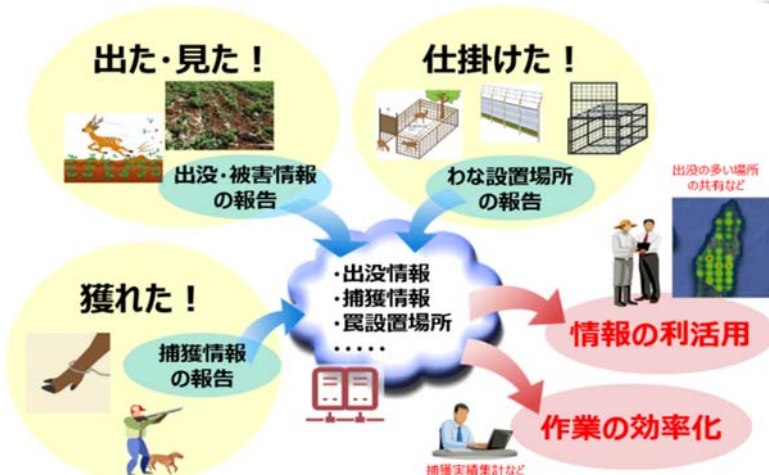 出た・見た！
出没・被害情報
の報告
仕掛けた！
わな設置場所
の報告
獲れた！
捕獲情報
の報告
・出没情報
・捕獲情報
・罠設置場所
・・・・・
出没の多い場所
の共有など
情報の利活用
作業の効率化
捕獲実績集計など